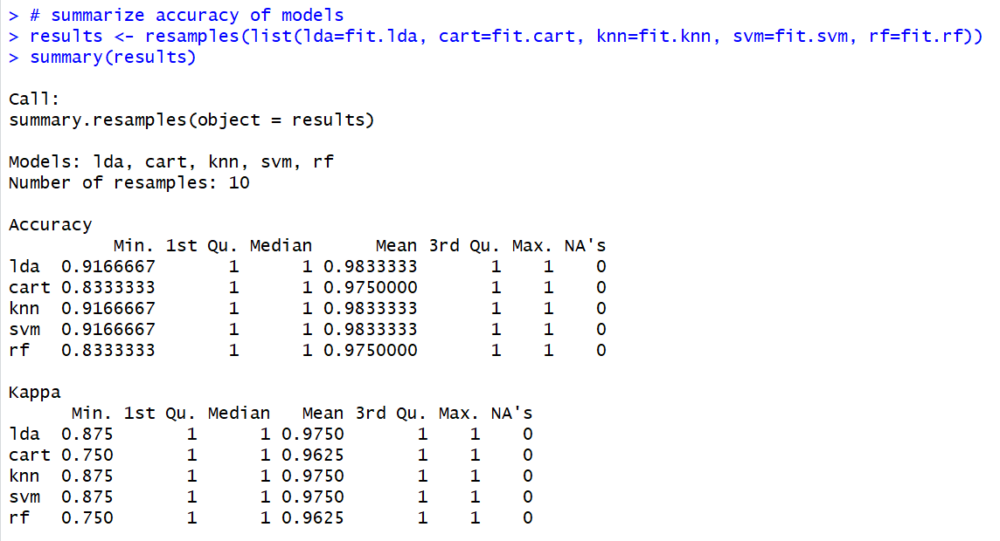 > # summarize accuracy of models
> results <- resamples(list(lda=fit.lda, cart=fit.cart, knn=fit.knn, svm=fit.svm, rf=fit.rf))
> summary(results)

Call:
summary.resamples(object = results)

Models: lda, cart, knn, svm, rf
Number of resamples: 10

Accuracy
          Min. 1st Qu. Median      Mean 3rd Qu. Max. NA's
lda  0.9166667       1      1 0.9833333       1    1    0
cart 0.8333333       1      1 0.9750000       1    1    0
knn  0.9166667       1      1 0.9833333       1    1    0
svm  0.9166667       1      1 0.9833333       1    1    0
rf   0.8333333       1      1 0.9750000       1    1    0

Kappa
      Min. 1st Qu. Median   Mean 3rd Qu. Max. NA's
lda  0.875       1      1 0.9750       1    1    0
cart 0.750       1      1 0.9625       1    1    0
knn  0.875       1      1 0.9750       1    1    0
svm  0.875       1      1 0.9750       1    1    0
rf   0.750       1      1 0.9625       1    1    0